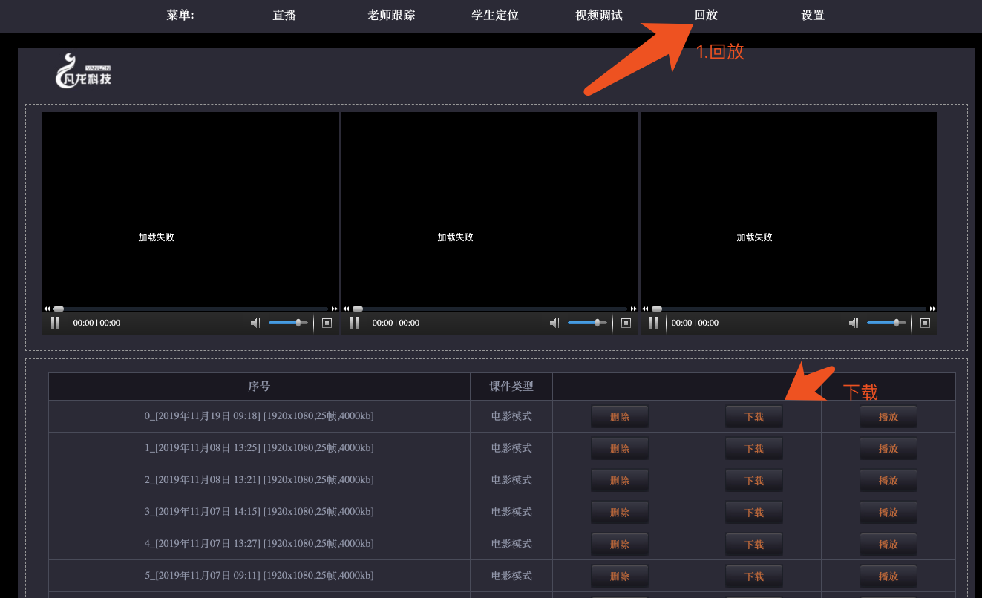 菜单: 直播 老师跟踪 学生定位 视频调试 回放 设置
1.回放
凡龙科技
加载失败 加载失败 加载失败
00:00 | 00:00 00:00 00:00 00:00 00:00
下载
序号 课件类型
0_[2019年11月19日 09:18] [1920x1080,25帧,4000kb] 电影模式 删除 下载 播放
1_[2019年11月08日 13:25] [1920x1080,25帧,4000kb] 电影模式 删除 下载 播放
2_[2019年11月08日 13:21] [1920x1080,25帧,4000kb] 电影模式 删除 下载 播放
3_[2019年11月07日 14:15] [1920x1080,25帧,4000kb] 电影模式 删除 下载 播放
4_[2019年11月07日 13:27] [1920x1080,25帧,4000kb] 电影模式 删除 下载 播放
5_[2019年11月07日 09:11] [1920x1080,25帧,4000kb] 电影模式 删除 下载 播放